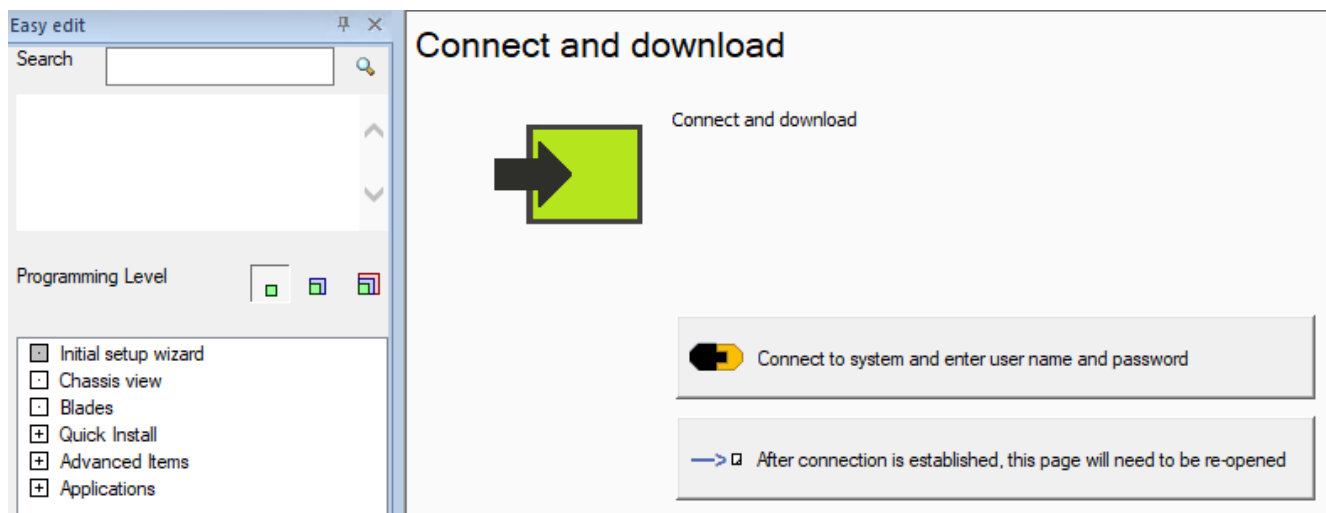 Easy edit
Search
Programming Level
Initial setup wizard
Chassis view
Blades
Quick Install
Advanced Items
Applications
Connect and download
Connect and download
Connect to system and enter user name and password
After connection is established, this page will need to be re-opened